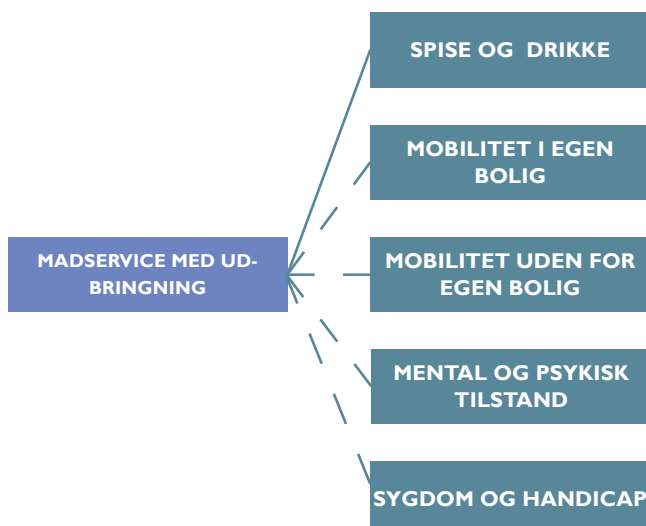 SPISE OG DRIKKE
MOBILITET I EGEN
BOLIG
MADSERVICE MED UD-
BRINGNING
MOBILITET UDEN FOR
EGEN BOLIG
MENTAL OG PSYKISK
TILSTAND
SYGDOM OG HANDICAP